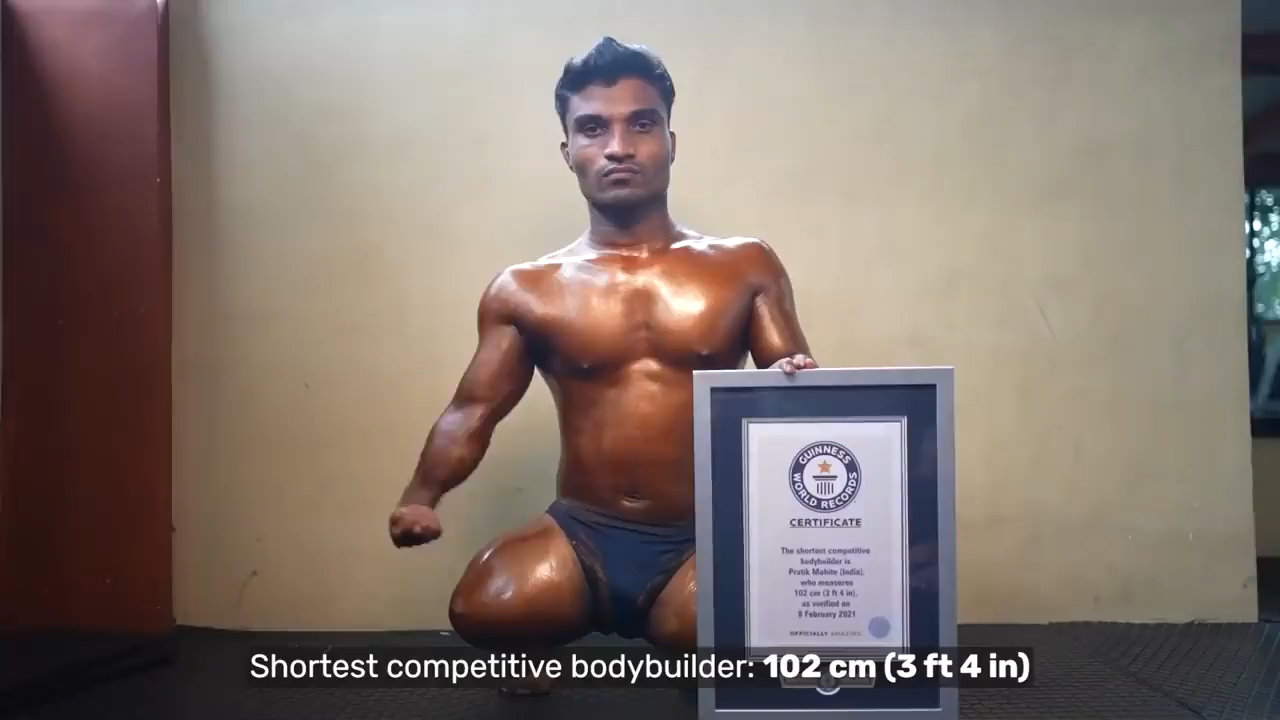 GUINNESS
WORLD RECORDS
CERTIFICATE
The shortest competitive
bodybuilder is
Pratik Mohite (India),
who measures
102 cm (3 ft 4 in),
as verified on
8 February 2021
OFFICIALLY AMAZING
Shortest competitive bodybuilder: 102 cm (3 ft 4 in)